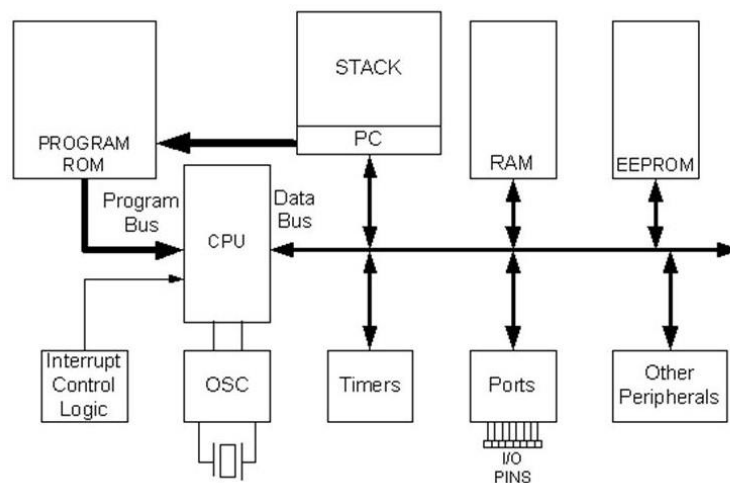 STACK
PC
PROGRAM
ROM
RAM
EEPROM
Program
Bus
Data
Bus
CPU
Interrupt
Control
Logic
OSC
Timers
Ports
Other
Peripherals
I/O
PINS